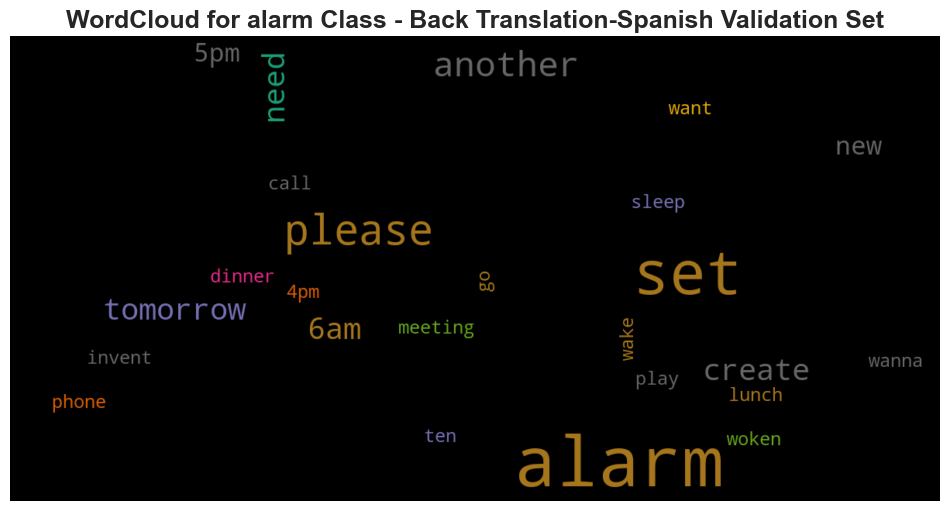 WordCloud for alarm Class - Back Translation-Spanish Validation Set
5pm
need
another
want
new
call
sleep
please
set
dinner
go
4pm
tomorrow
6am
meeting
wake
invent
wanna
create
play
lunch
phone
ten
woken
alarm